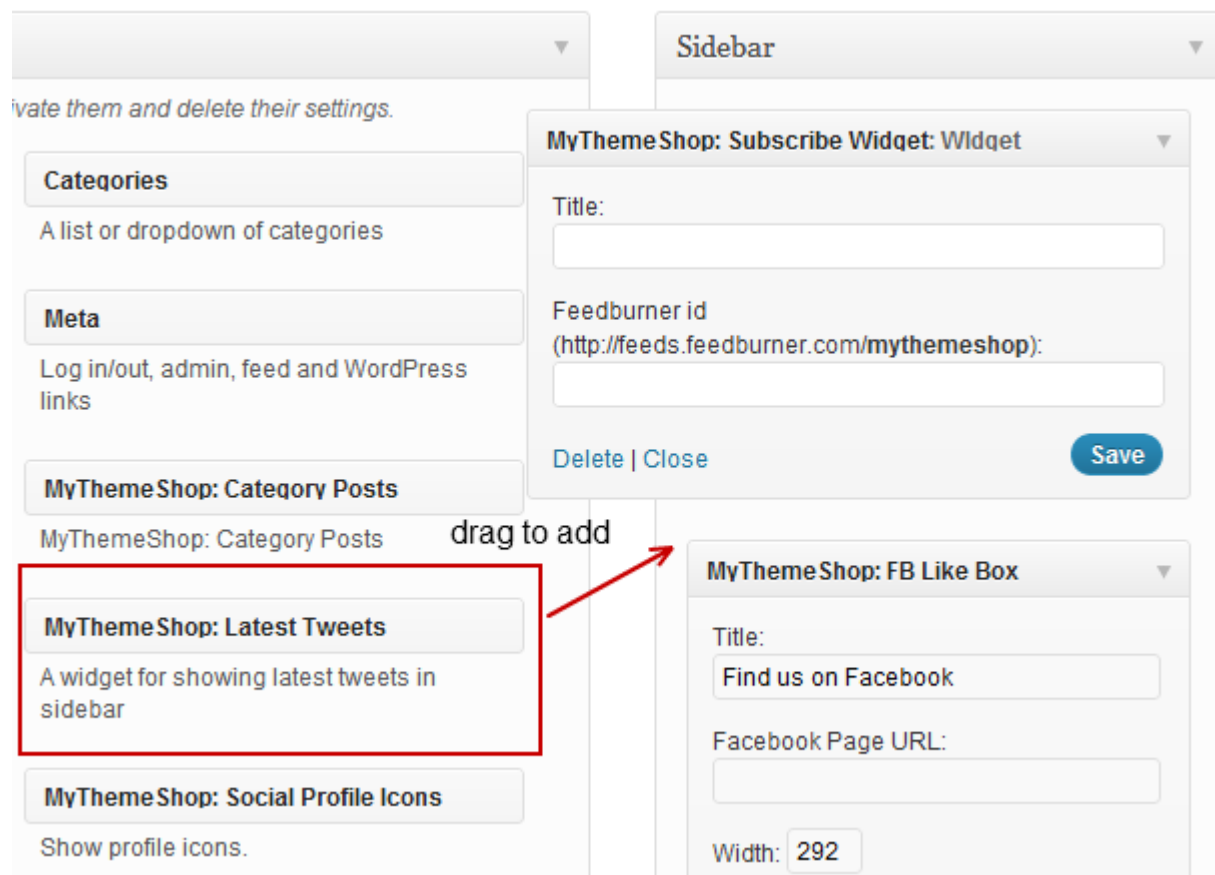 Sidebar
ivate them and delete their settings.
Categories
A list or dropdown of categories
Meta
Log in/out, admin, feed and WordPress
links
MyThemeShop: Category Posts
MyThemeShop: Category Posts
MyThemeShop: Latest Tweets
A widget for showing latest tweets in
sidebar
MyThemeShop: Social Profile Icons
Show profile icons.
drag to add
MyThemeShop: Subscribe Widget: WIdget
Title:
Feedburner id
(http://feeds.feedburner.com/mythemeshop):
Delete | Close
Save
MyThemeShop: FB Like Box
Title:
Find us on Facebook
Facebook Page URL:
Width: 292